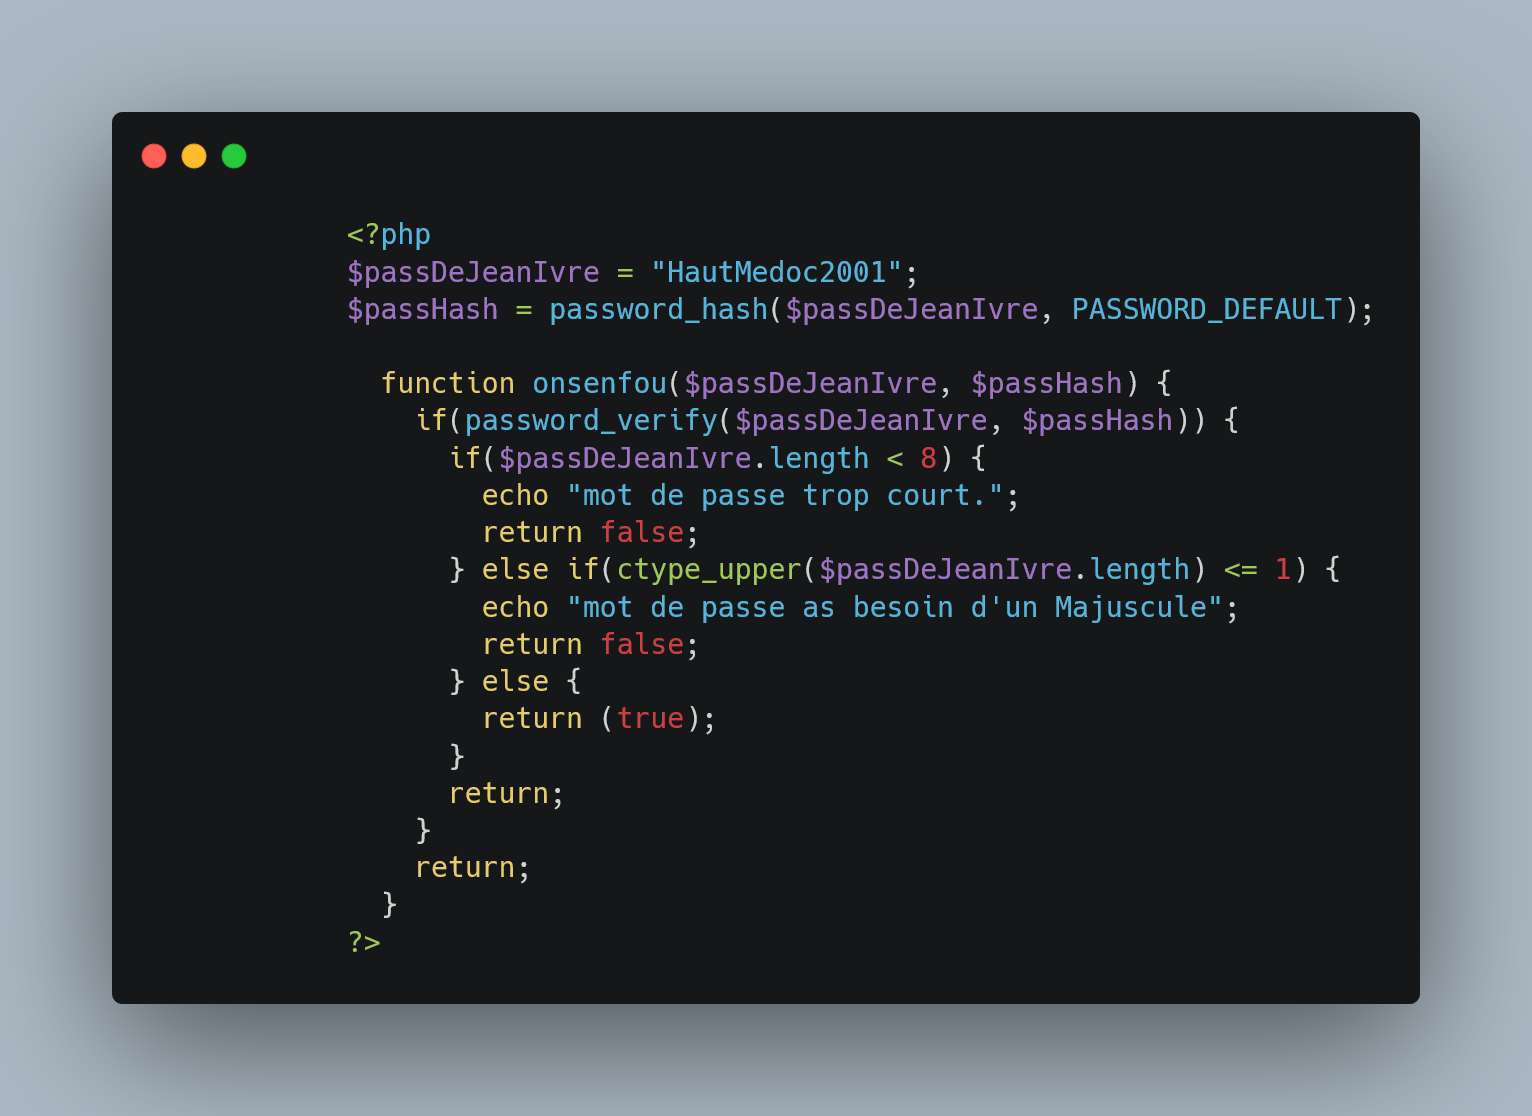 <?php
$passDeJeanIvre = "HautMedoc2001";
$passHash = password_hash($passDeJeanIvre, PASSWORD_DEFAULT);
function onsenfou($passDeJeanIvre, $passHash) {
if(password_verify($passDeJeanIvre, $passHash)) {
if($passDeJeanIvre.length < 8) {
echo "mot de passe trop court.";
return false;
} else if(ctype_upper($passDeJeanIvre.length) <= 1) {
echo "mot de passe as besoin d'un Majuscule";
return false;
} else {
return (true);
}
return;
}
return;
}
?>